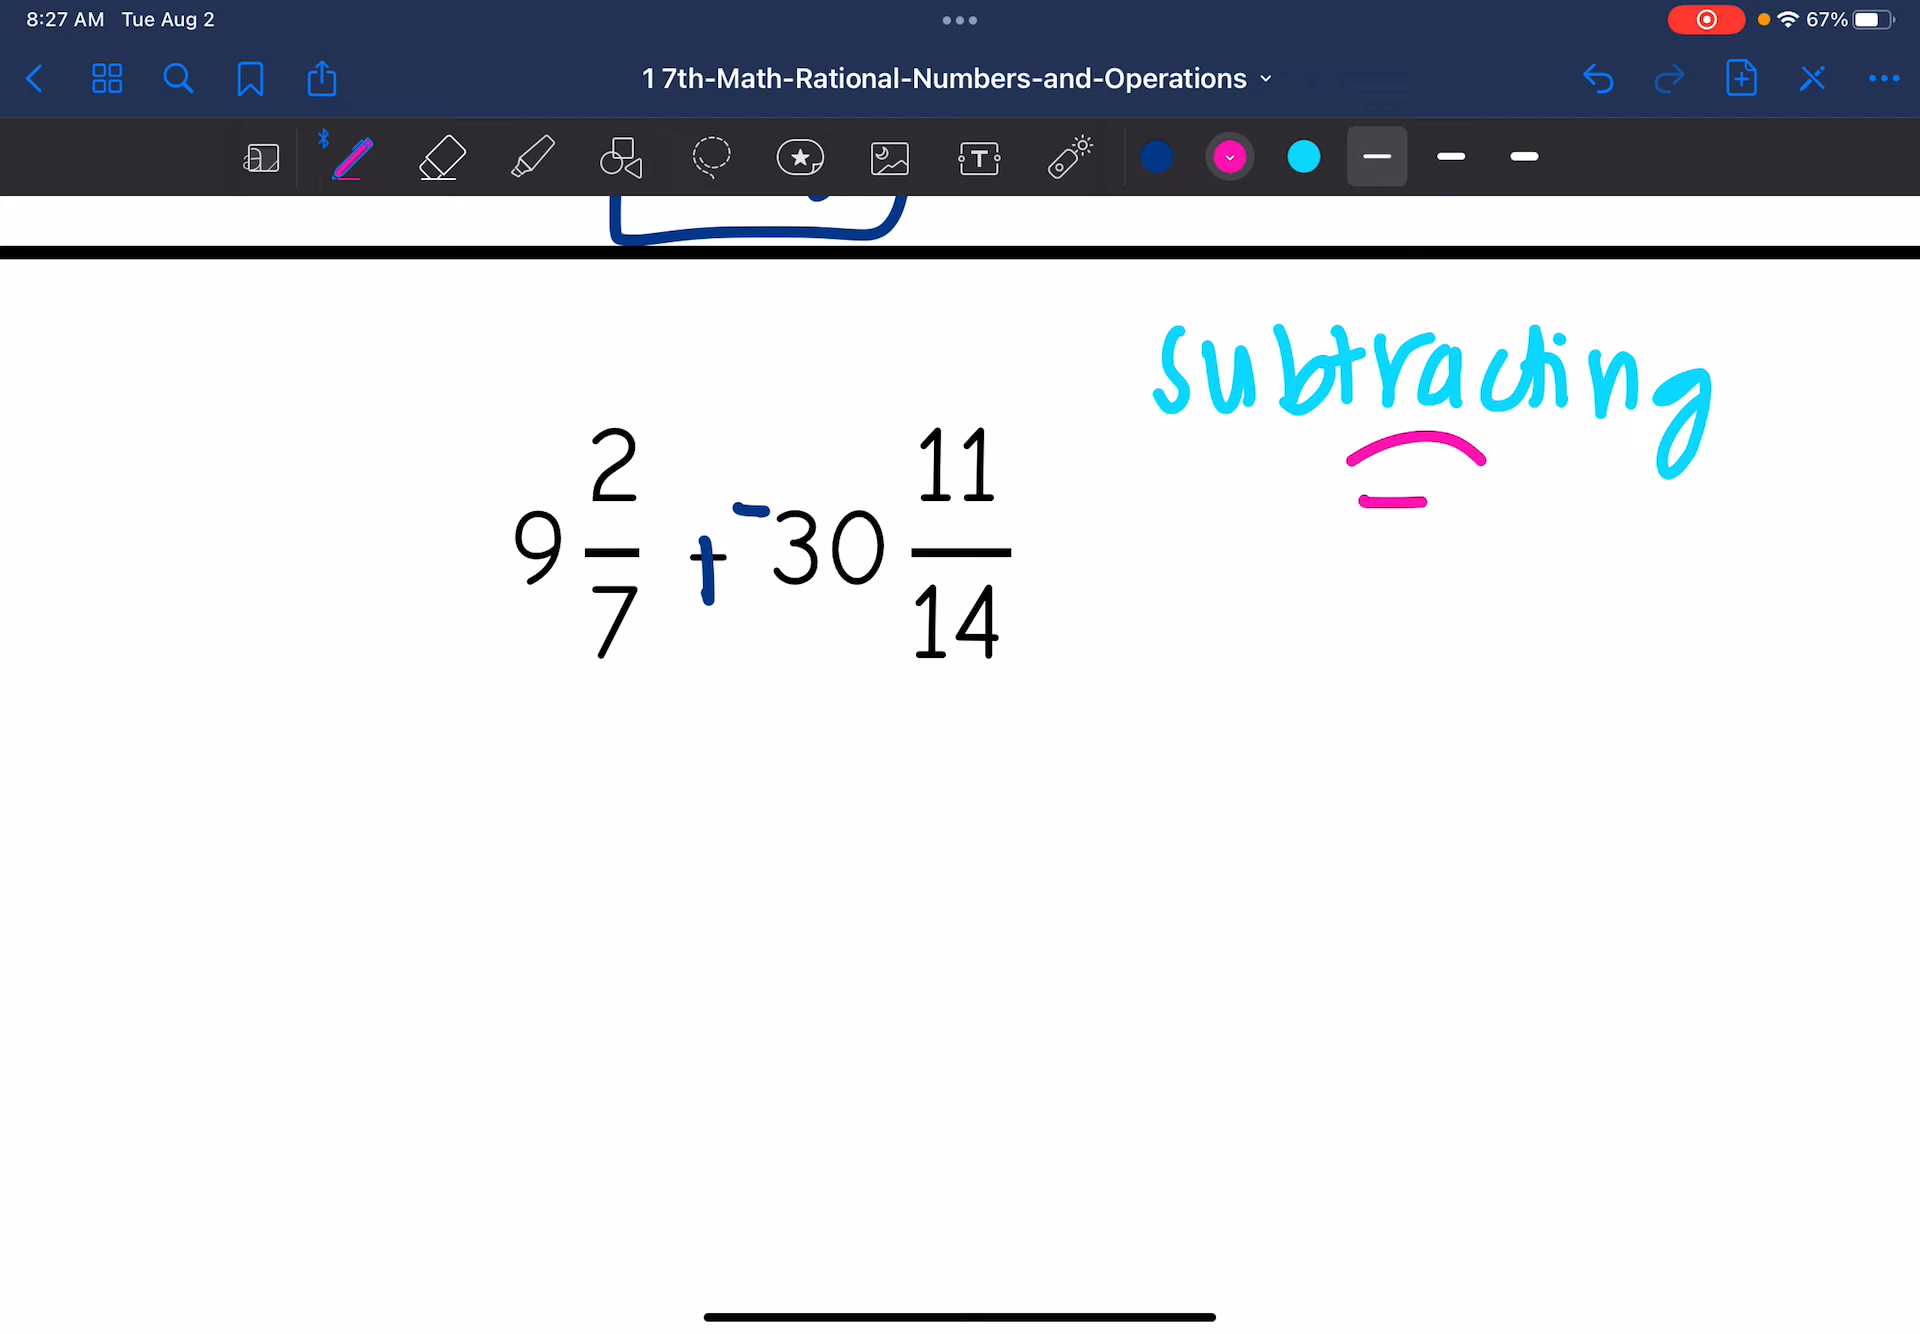 8:27 AM Tue Aug 2
67%
1 7th-Math-Rational-Numbers-and-Operations
T
subtracting
9 2/7 + -30 11/14